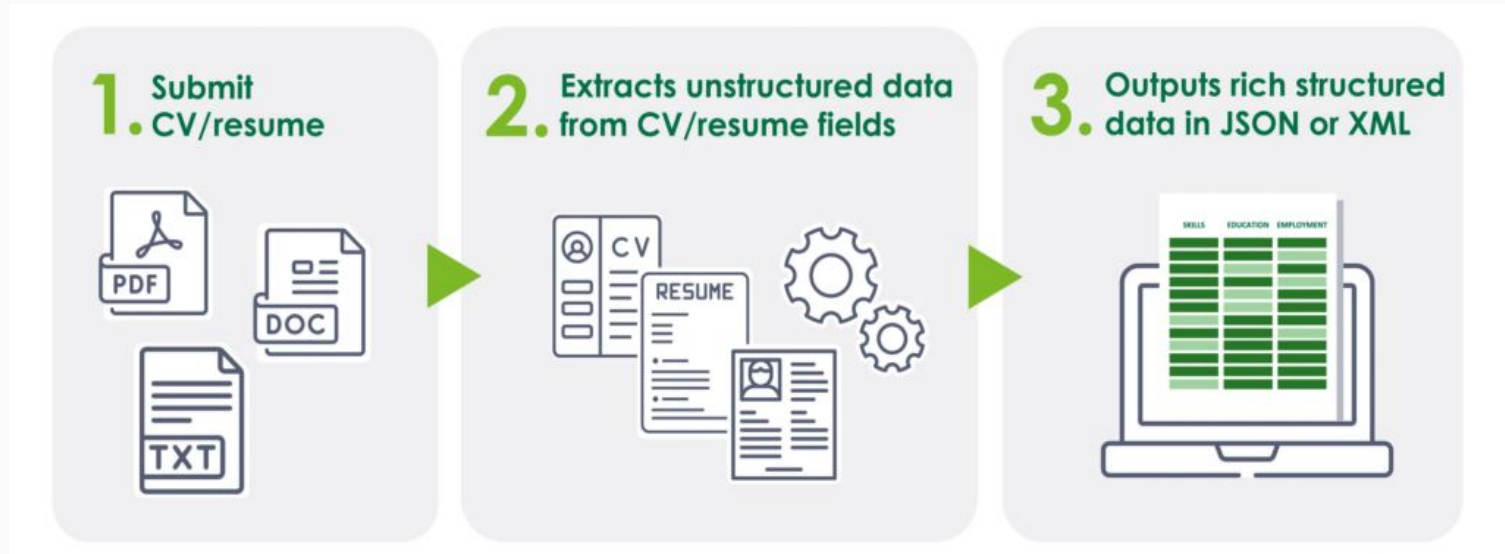 1. Submit
CV/resume
PDF
DOC
TXT
2. Extracts unstructured data
from CV/resume fields
CV
RESUME
3. Outputs rich structured
data in JSON or XML
SKILLS EDUCATION EMPLOYMENT